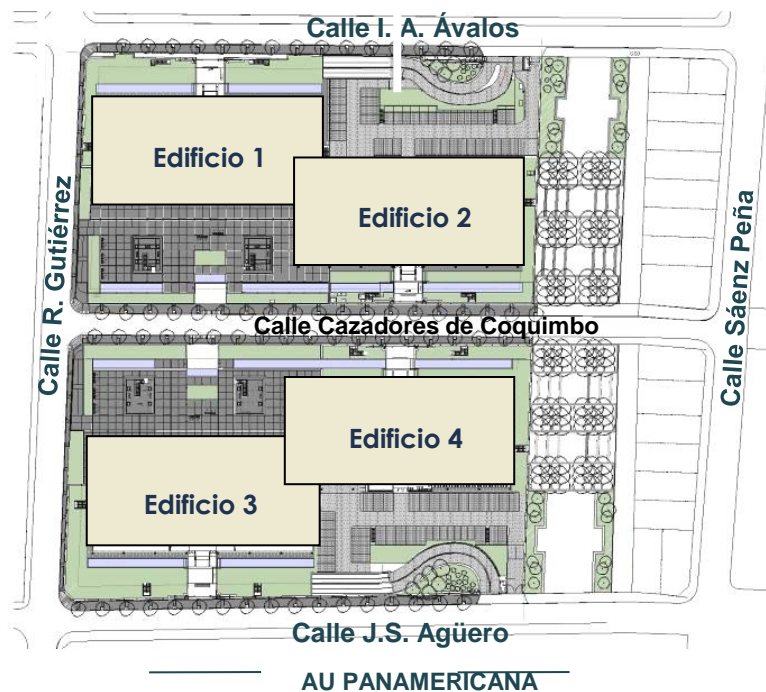 Calle I. A. Ávalos
Edificio 1
Edificio 2
Calle R. Gutiérrez
Calle Sáenz Peña
Calle Cazadores de Coquimbo
Edificio 4
Edificio 3
Calle J.S. Agüero
AU PANAMERICANA